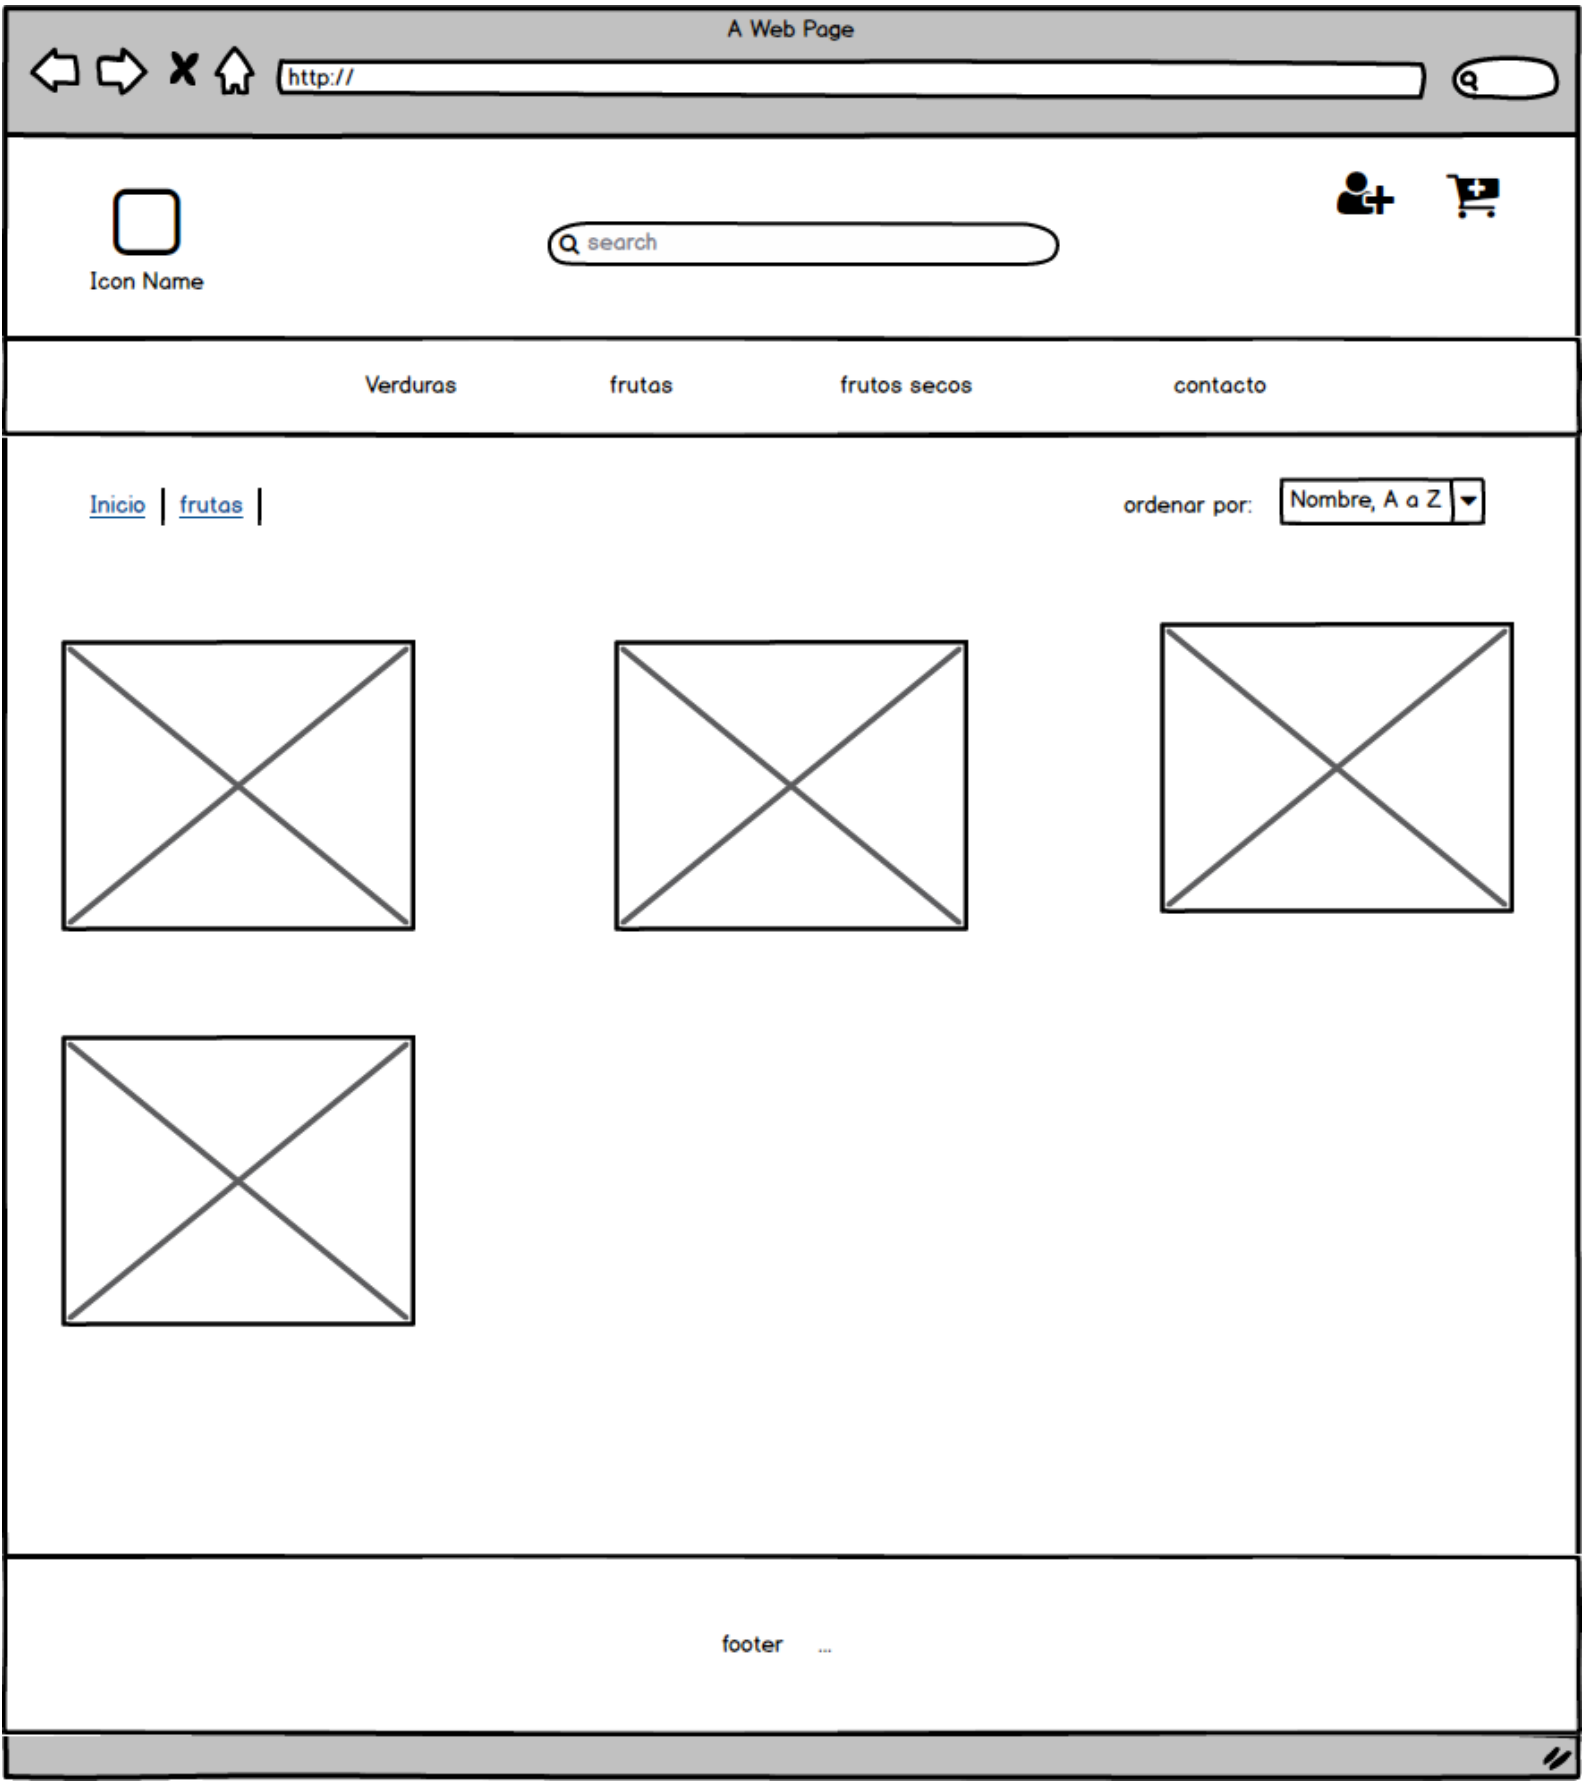 A Web Page
http://
search
Icon Name
Verduras frutas frutos secos contacto
Inicio frutas ordenar por: Nombre, A a Z
footer ...